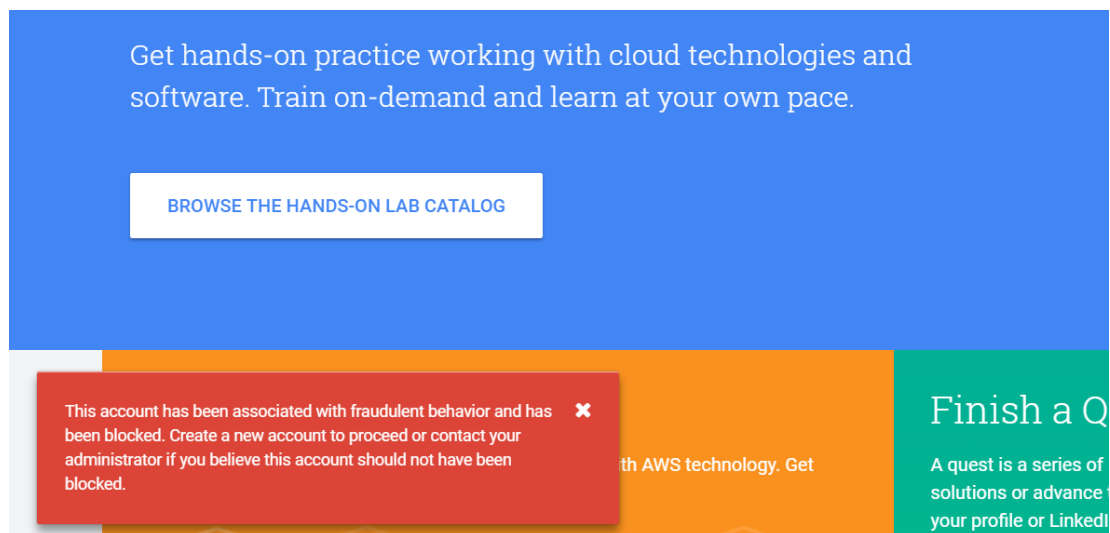 Get hands-on practice working with cloud technologies and
software. Train on-demand and learn at your own pace.
BROWSE THE HANDS-ON LAB CATALOG
This account has been associated with fraudulent behavior and has
been blocked. Create a new account to proceed or contact your
administrator if you believe this account should not have been
blocked.
th AWS technology. Get
Finish a Q
A quest is a series of
solutions or advance
your profile or LinkedI